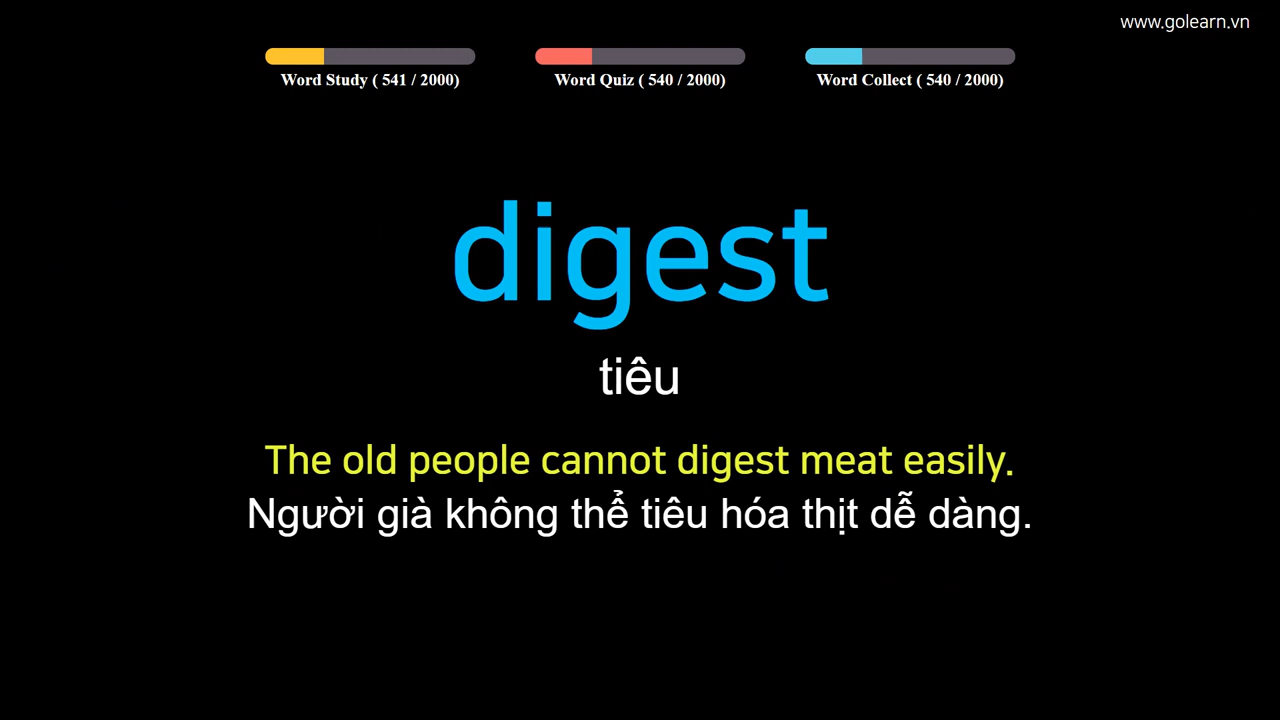 www.golearn.vn
Word Study ( 541 / 2000)
Word Quiz ( 540 / 2000)
Word Collect ( 540 / 2000)
digest
tiêu
The old people cannot digest meat easily.
Người già không thể tiêu hóa thịt dễ dàng.